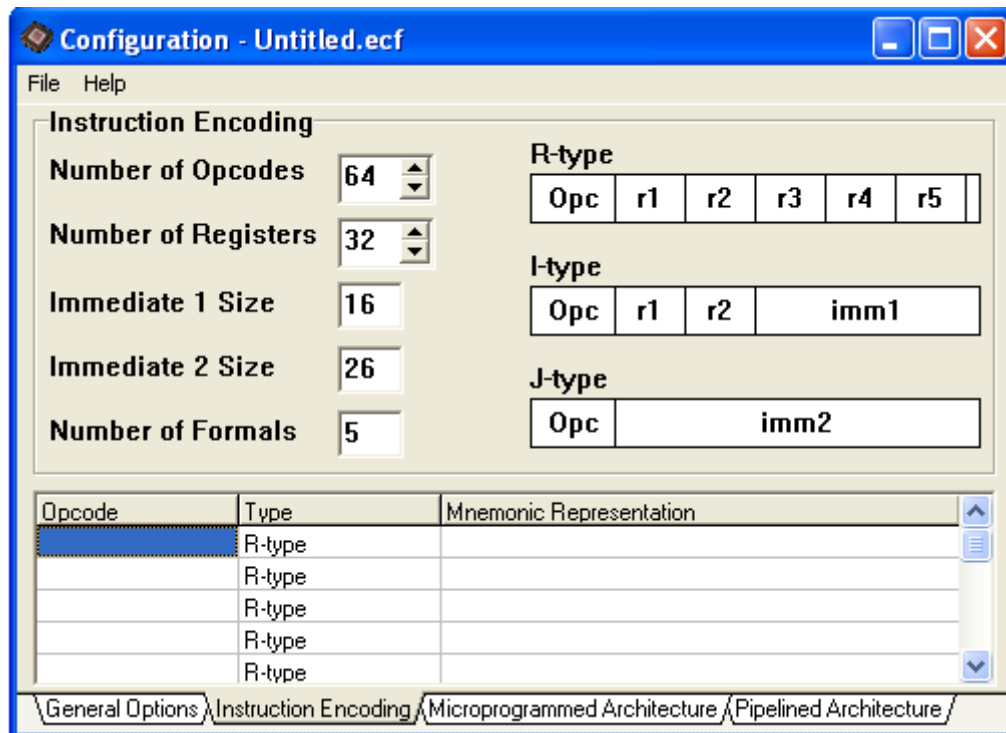 Configuration - Untitled.ecf
File Help
Instruction Encoding
Number of Opcodes 64
Number of Registers 32
Immediate 1 Size 16
Immediate 2 Size 26
Number of Formals 5
R-type
Opc r1 r2 r3 r4 r5
I-type
Opc r1 r2 imm1
J-type
Opc imm2
Opcode Type Mnemonic Representation
R-type
R-type
R-type
R-type
R-type
General Options Instruction Encoding Microprogrammed Architecture Pipelined Architecture